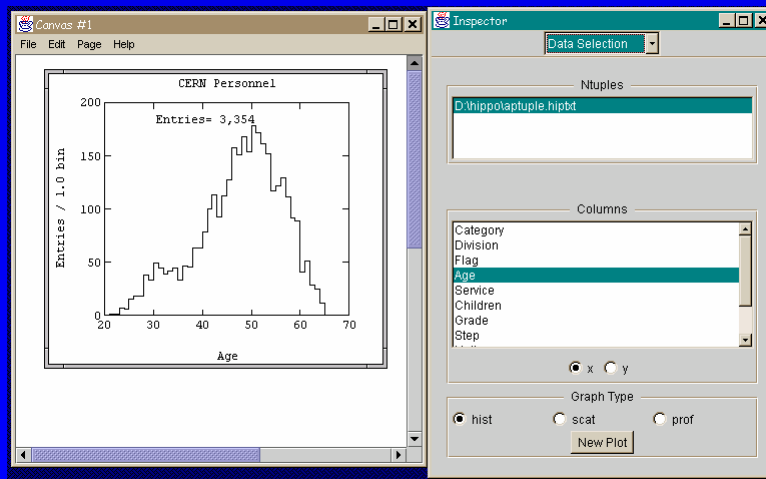 Canvas #1
File Edit Page Help
CERN Personnel
Entries= 3,354
Entries / 1.0 bin
200
150
100
50
0
20 30 40 50 60 70
Age
Inspector
Data Selection
Ntuples
D:\hippo\aptuple.hiptxt
Columns
Category
Division
Flag
Age
Service
Children
Grade
Step
x y
Graph Type
hist scat prof
New Plot